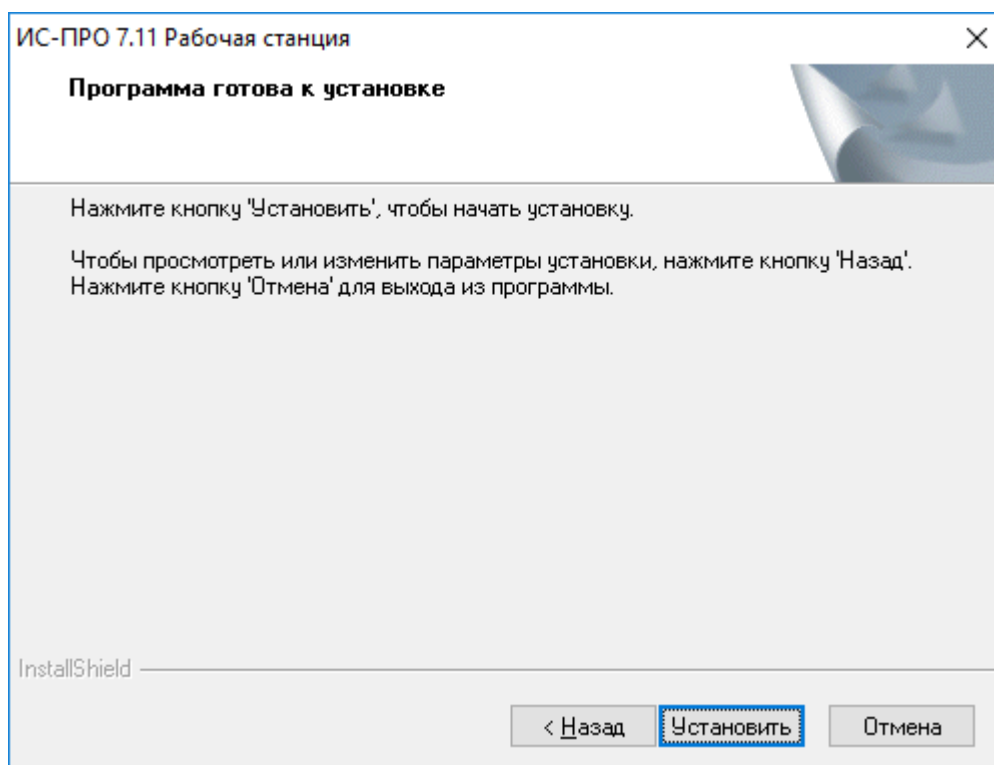 ИС-ПРО 7.11 Рабочая станция
Программа готова к установке
Нажмите кнопку 'Установить', чтобы начать установку.
Чтобы просмотреть или изменить параметры установки, нажмите кнопку 'Назад'.
Нажмите кнопку 'Отмена' для выхода из программы.
InstallShield
< Назад Установить Отмена